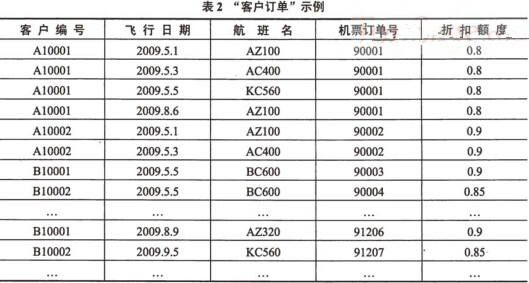 表2 “客户订单”示例
客户编号 飞行日期 航班名 机票订单号 折扣额度
A10001 2009.5.1 AZ100 90001 0.8
A10001 2009.5.3 AC400 90001 0.8
A10001 2009.5.5 KC560 90001 0.8
A10001 2009.8.6 AZ100 90001 0.8
A10002 2009.5.1 AZ100 90002 0.9
A10002 2009.5.3 AC400 90002 0.9
B10001 2009.5.5 BC600 90003 0.9
B10002 2009.5.5 BC600 90004 0.85
… … … … …
B10001 2009.8.9 AZ320 91206 0.9
B10002 2009.9.5 KC560 91207 0.85
… … … … …